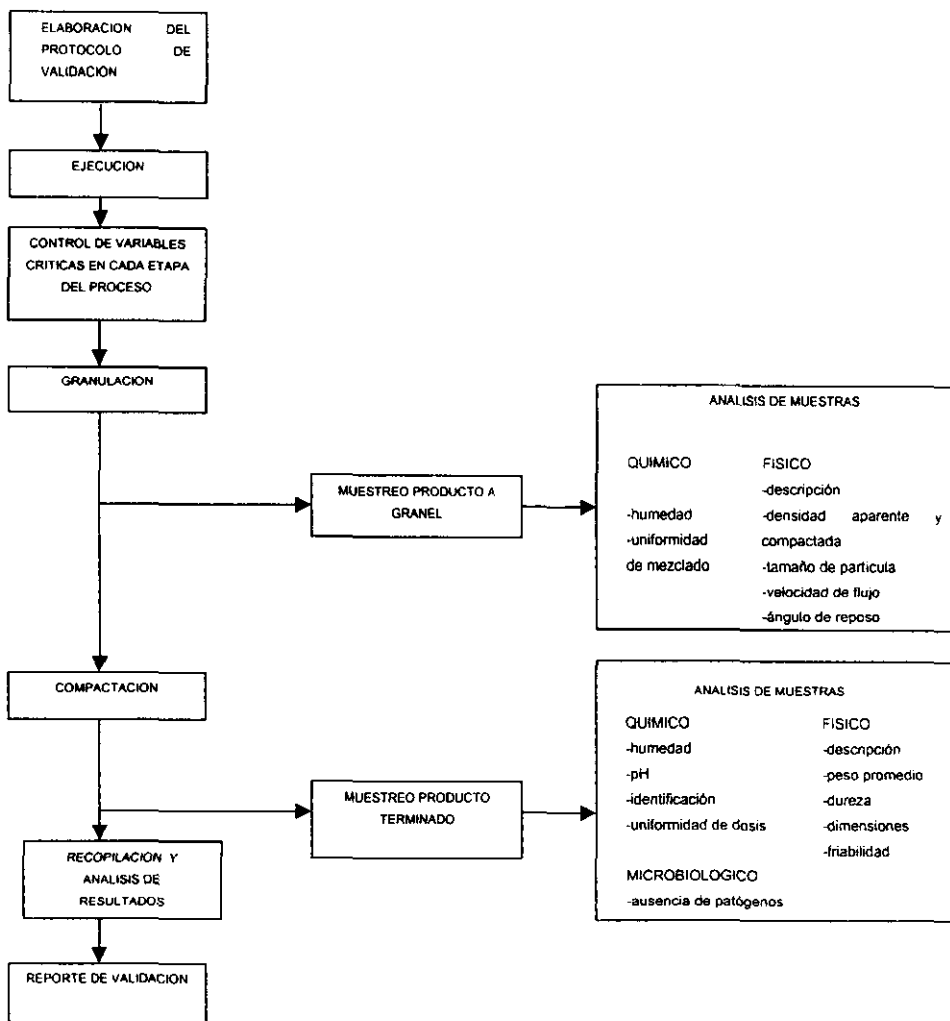 ELABORACION DEL
PROTOCOLO DE
VALIDACION
EJECUCION
CONTROL DE VARIABLES
CRITICAS EN CADA ETAPA
DEL PROCESO
GRANULACION
MUESTREO PRODUCTO A
GRANEL
ANALISIS DE MUESTRAS
QUIMICO
-humedad
-uniformidad
de mezclado
FISICO
-descripción
-densidad aparente y
compactada
-tamaño de particula
-velocidad de flujo
-ángulo de reposo
COMPACTACION
MUESTREO PRODUCTO
TERMINADO
ANALISIS DE MUESTRAS
QUIMICO
-humedad
-pH
-identificación
-uniformidad de dosis
FISICO
-descripción
-peso promedio
-dureza
-dimensiones
-friabilidad
MICROBIOLOGICO
-ausencia de patógenos
RECOPILACION Y
ANALISIS DE
RESULTADOS
REPORTE DE VALIDACION